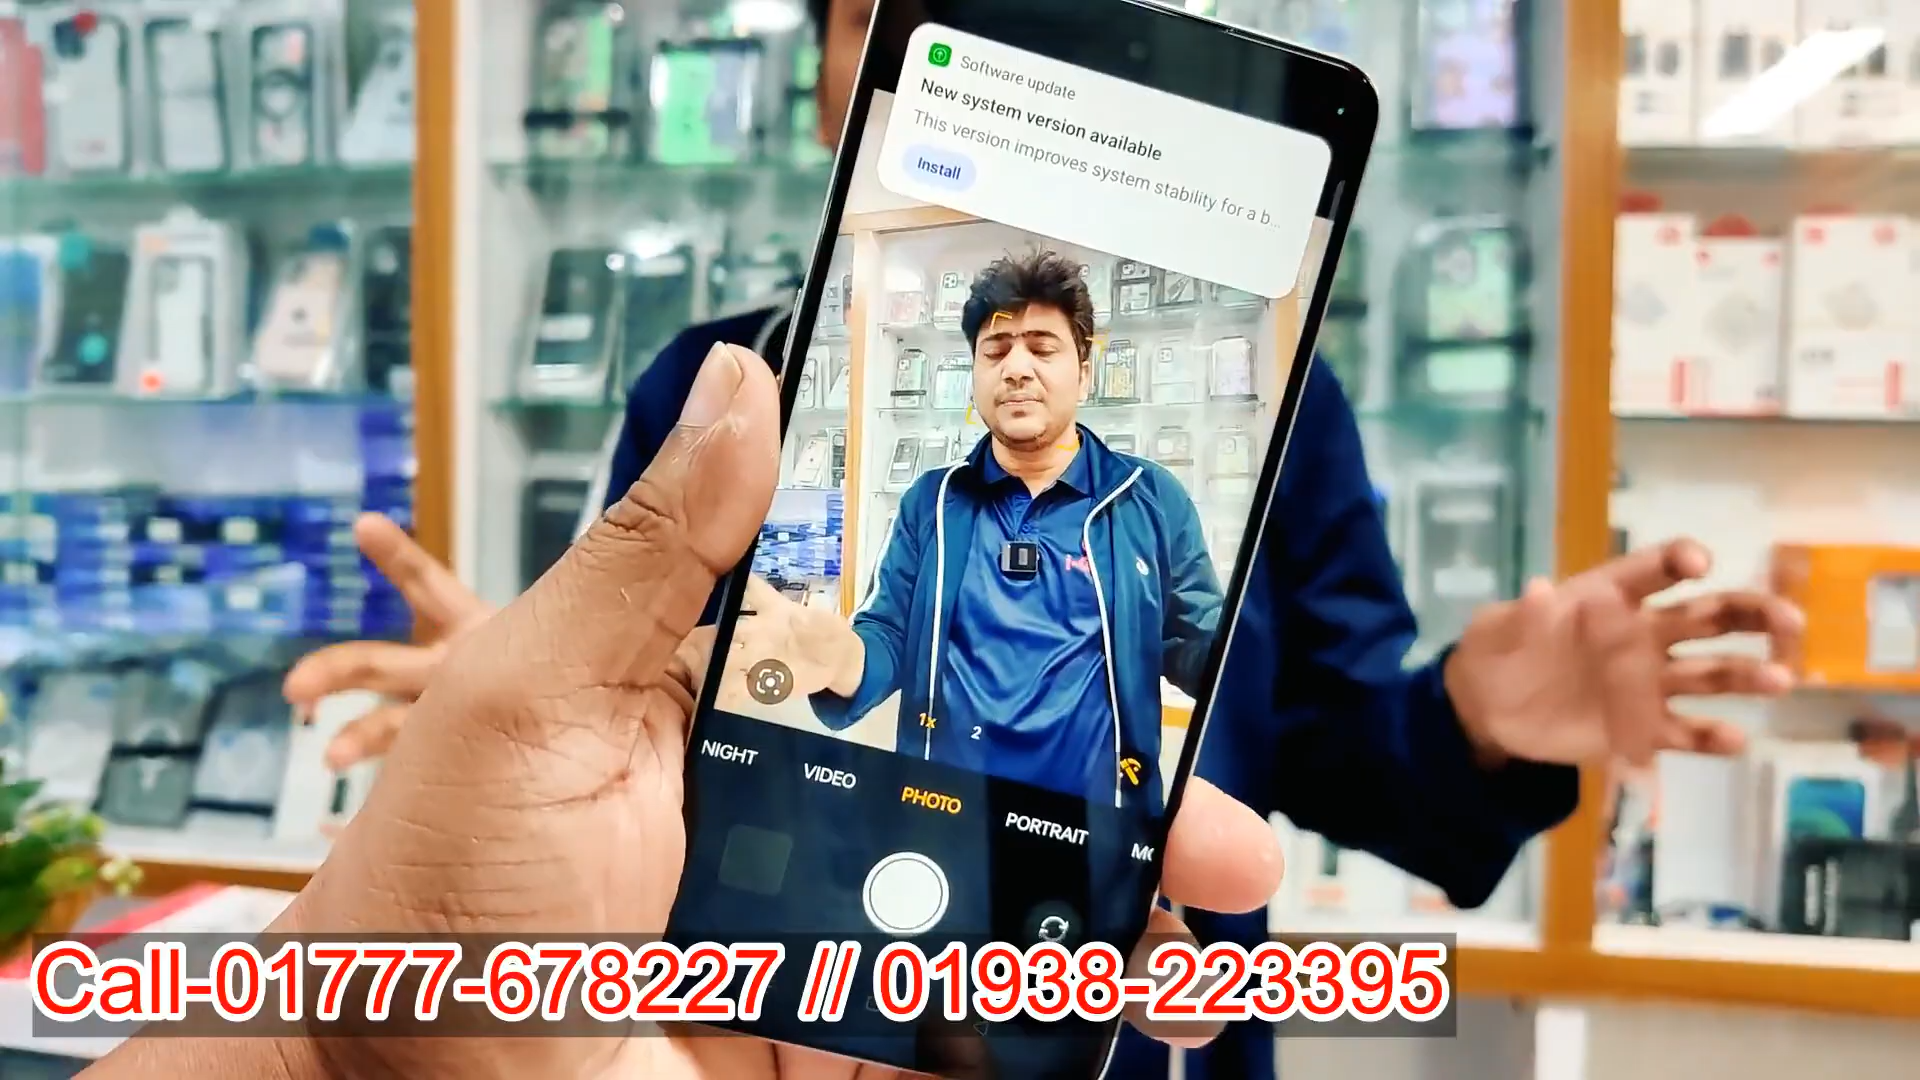 Software update
New system version available
This version improves system stability for a b...
Install
1x
2
NIGHT
VIDEO
PHOTO
PORTRAIT
MO
Call-01777-678227 // 01938-223395